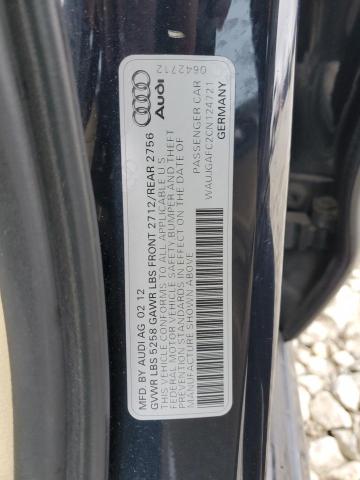 Audi
0642712
MFD. BY AUDI AG 02 12
GVWR LBS 5258 GAWR LBS FRONT 2712/REAR 2756
THIS VEHICLE CONFORMS TO ALL APPLICABLE U.S.
FEDERAL MOTOR VEHICLE SAFETY BUMPER AND THEFT
PREVENTION STANDARDS IN EFFECT ON THE DATE OF
MANUFACTURE SHOWN ABOVE
PASSENGER CAR
WAUJGAFC2CN124721
GERMANY